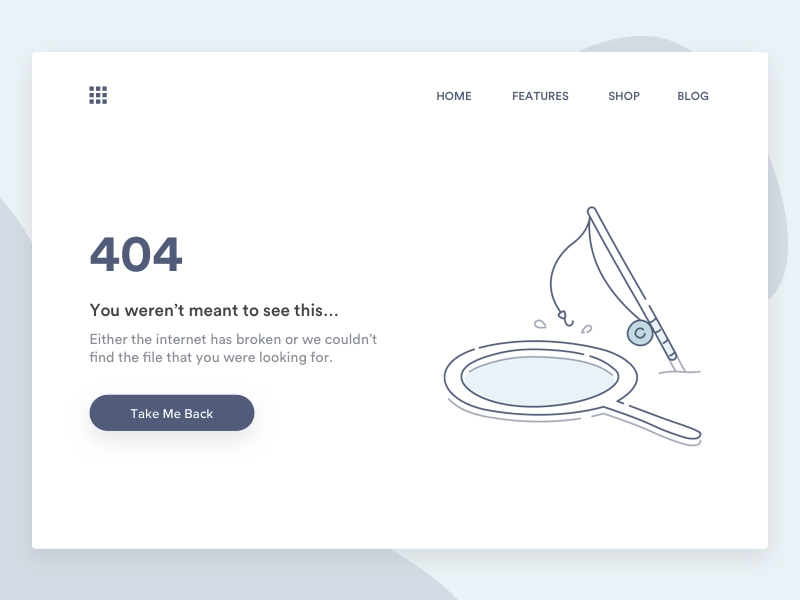 HOME FEATURES SHOP BLOG
404
You weren’t meant to see this...
Either the internet has broken or we couldn’t
find the file that you were looking for.
Take Me Back